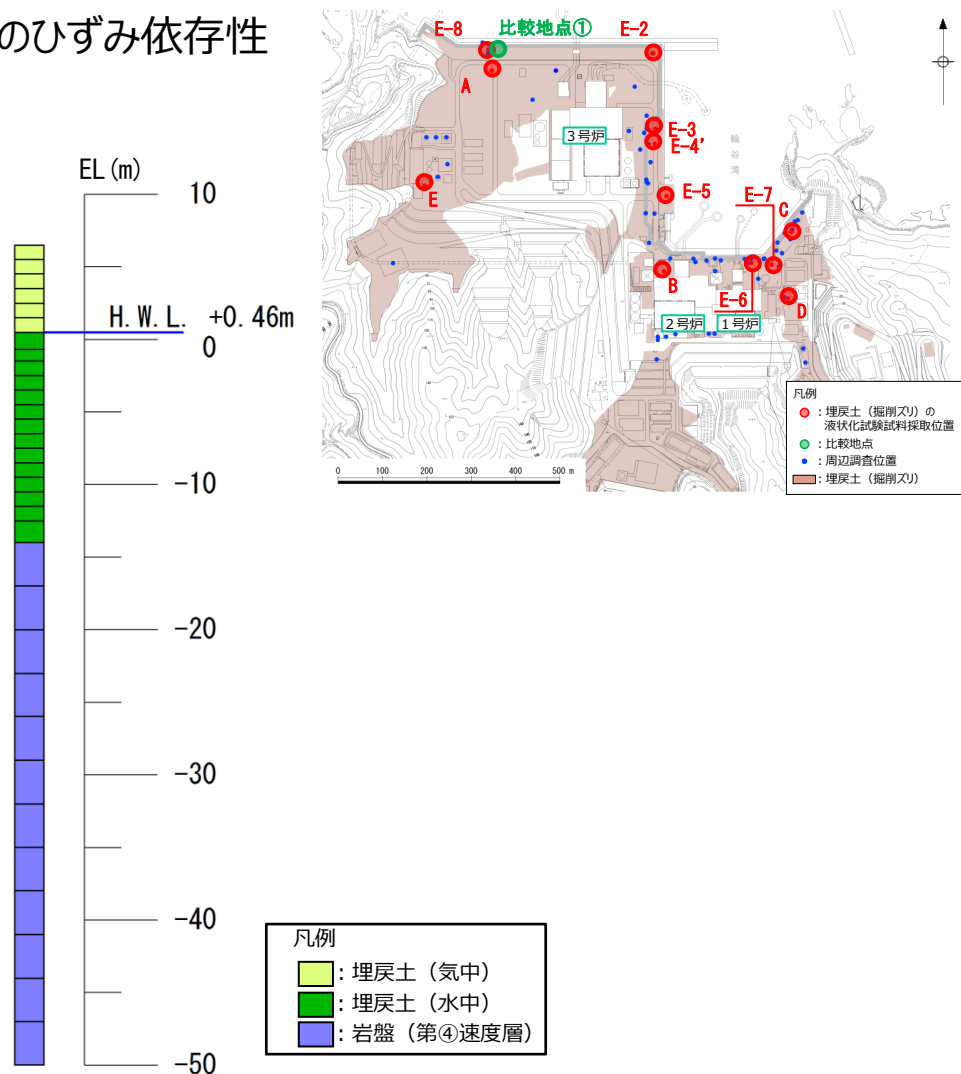 のひずみ依存性
E-8
比較地点①
E-2
A
3号炉
E-3
E-4'
輪谷湾
E
E-5
E-7
C
B
E-6
D
2号炉
1号炉
0 100 200 300 400 500 m
凡例
：埋戻土（掘削ズリ）の
液状化試験試料採取位置
：比較地点
：周辺調査位置
：埋戻土（掘削ズリ）
EL(m)
10
H.W.L. +0.46m
0
-10
-20
-30
-40
-50
凡例
：埋戻土（気中）
：埋戻土（水中）
：岩盤（第④速度層）